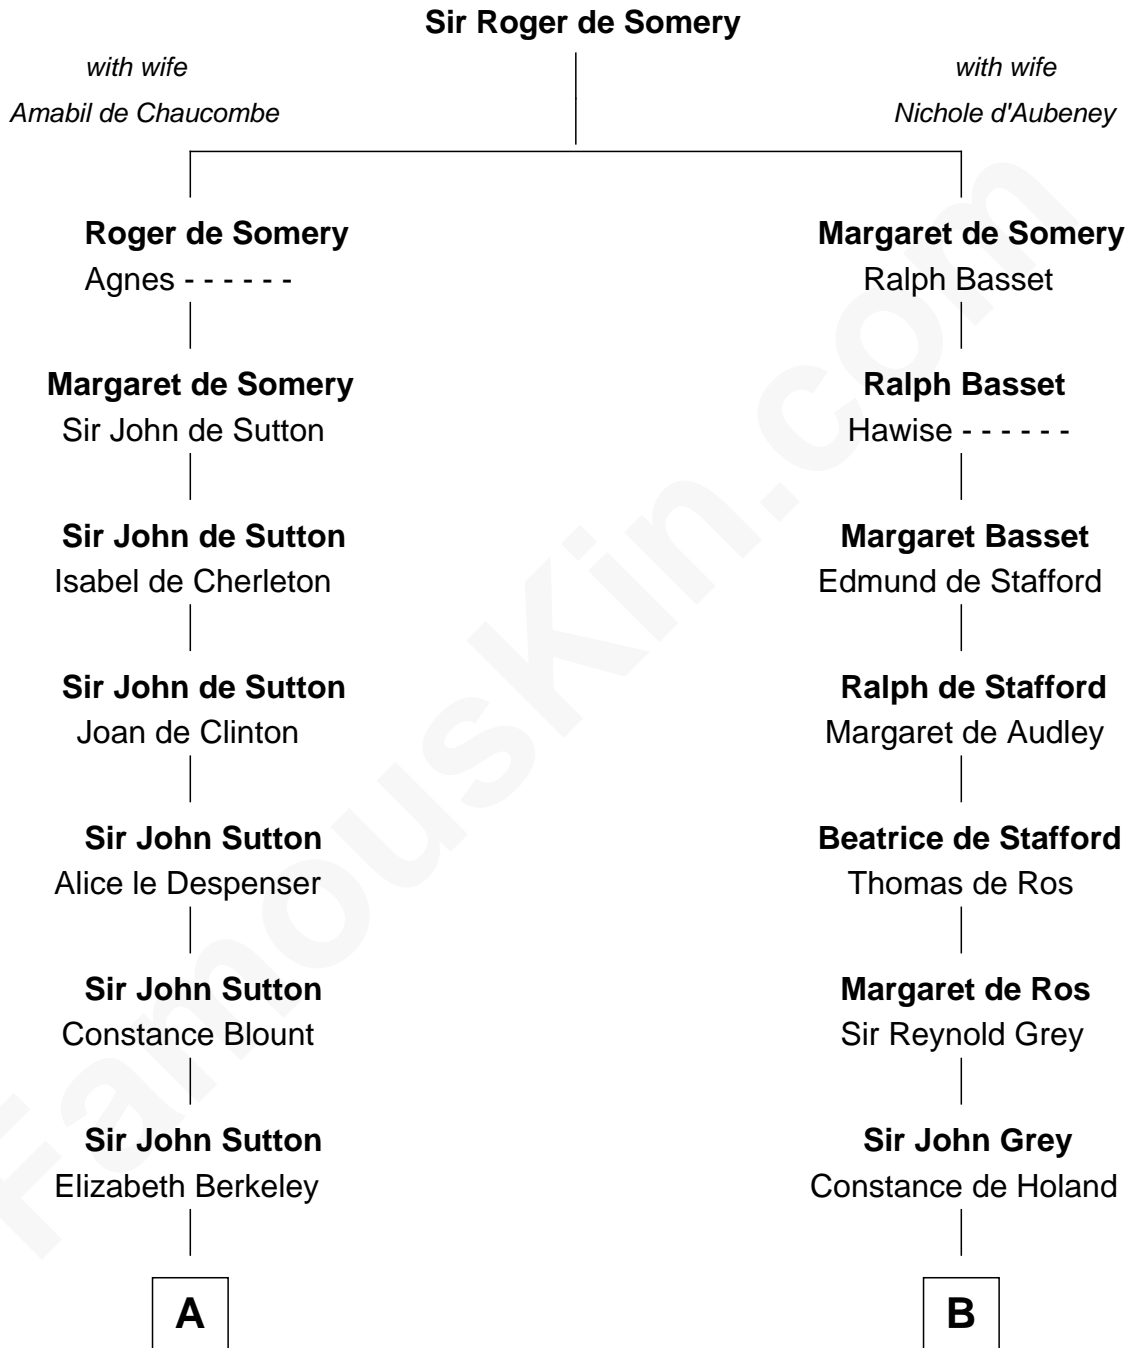 Sir Roger de Somery
with wife
Amabil de Chaucombe
with wife
Nichole d'Aubeney
Roger de Somery
Agnes - - - - - -
Margaret de Somery
Ralph Basset
Margaret de Somery
Sir John de Sutton
Ralph Basset
Hawise - - - - - -
Sir John de Sutton
Isabel de Cherleton
Margaret Basset
Edmund de Stafford
Sir John de Sutton
Joan de Clinton
Ralph de Stafford
Margaret de Audley
Sir John Sutton
Alice le Despenser
Beatrice de Stafford
Thomas de Ros
Sir John Sutton
Constance Blount
Margaret de Ros
Sir Reynold Grey
Sir John Sutton
Elizabeth Berkeley
Sir John Grey
Constance de Holand
A
B
FamousKin.com